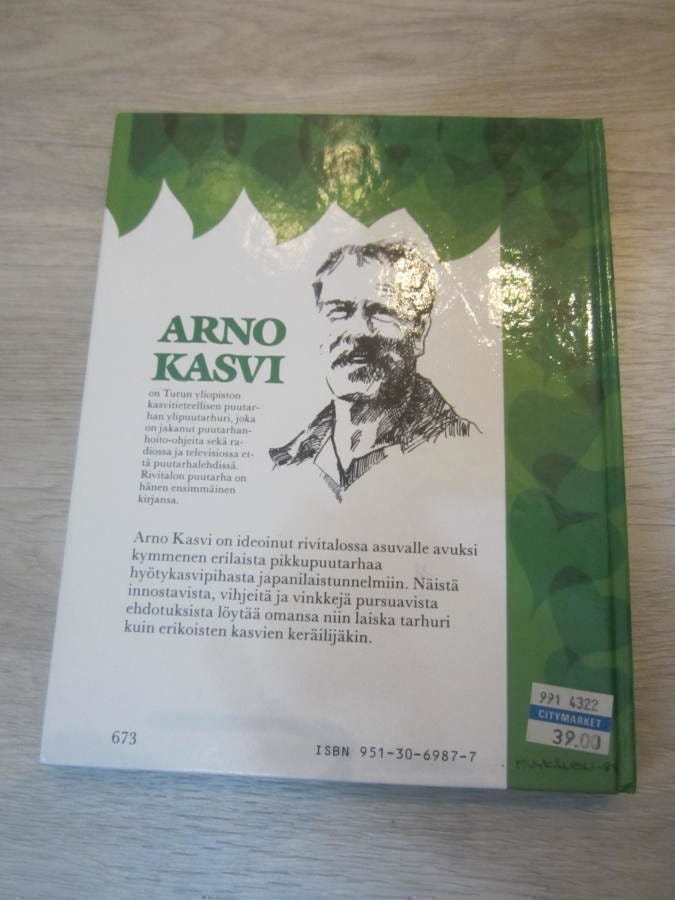 ARNO
KASVI
on Turun yliopiston
kasvitieteellisen puutar-
han ylipuutarhuri, joka
on jakanut puutarhan-
hoito-ohjeita sekä ra-
diossa ja televisiossa et-
tä puutarhalehdissä.
Rivitalon puutarha on
hänen ensimmäinen
kirjansa.
Arno Kasvi on ideoinut rivitalossa asuvalle avuksi
kymmenen erilaista pikkupuutarhaa
hyötykasvipihasta japanilaistunnelmiin. Näistä
innostavista, vihjeitä ja vinkkejä pursuavista
ehdotuksista löytää omansa niin laiska tarhuri
kuin erikoisten kasvien keräilijäkin.
991 4322
CITYMARKET
39.00
673
ISBN 951-30-6987-7